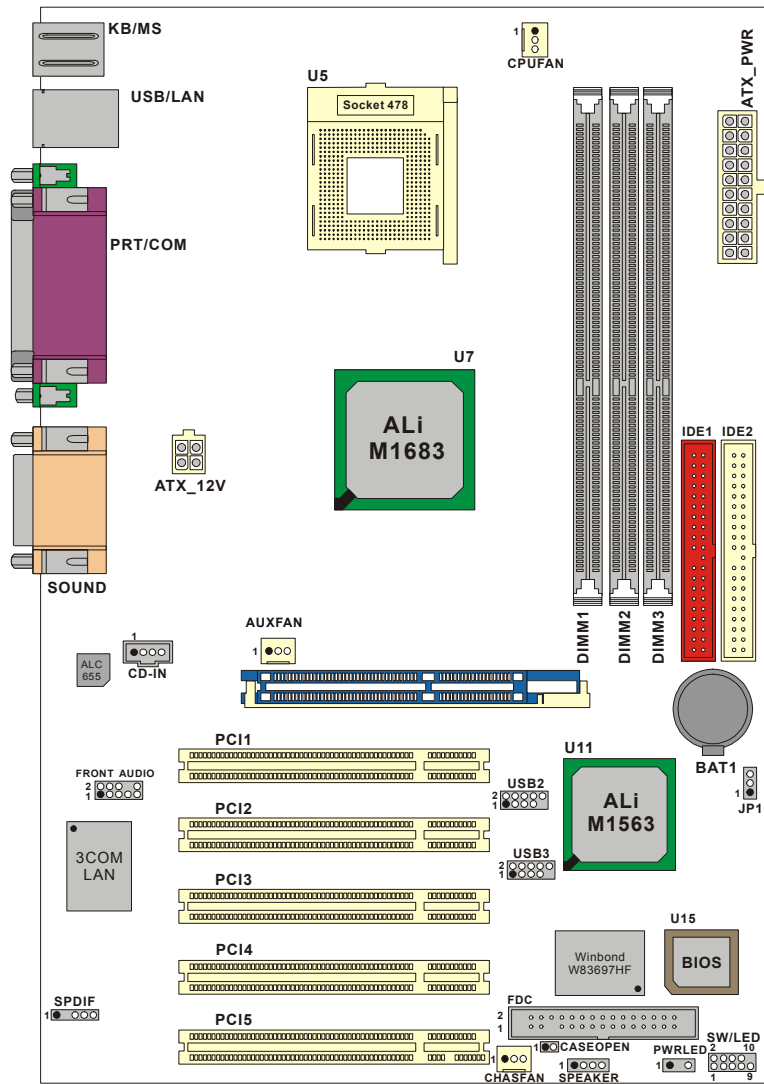 KB/MS
1
CPUFAN
ATX_PWR
USB/LAN
U5
Socket 478
PRT/COM
U7
ALi
M1683
IDE1
IDE2
ATX_12V
SOUND
DIMM1
DIMM2
DIMM3
AUXFAN
1
1
CD-IN
ALC
655
PCI1
U11
BAT1
FRONT AUDIO
2
1
USB2
2
1
ALi
M1563
1
JP1
PCI2
3COM
LAN
USB3
2
1
PCI3
U15
PCI4
Winbond
W83697HF
BIOS
SPDIF
1
FDC
2
1
PCI5
1
CASEOPEN
SW/LED
2
10
1
9
PWRLED
1
1
CHASFAN
1
SPEAKER